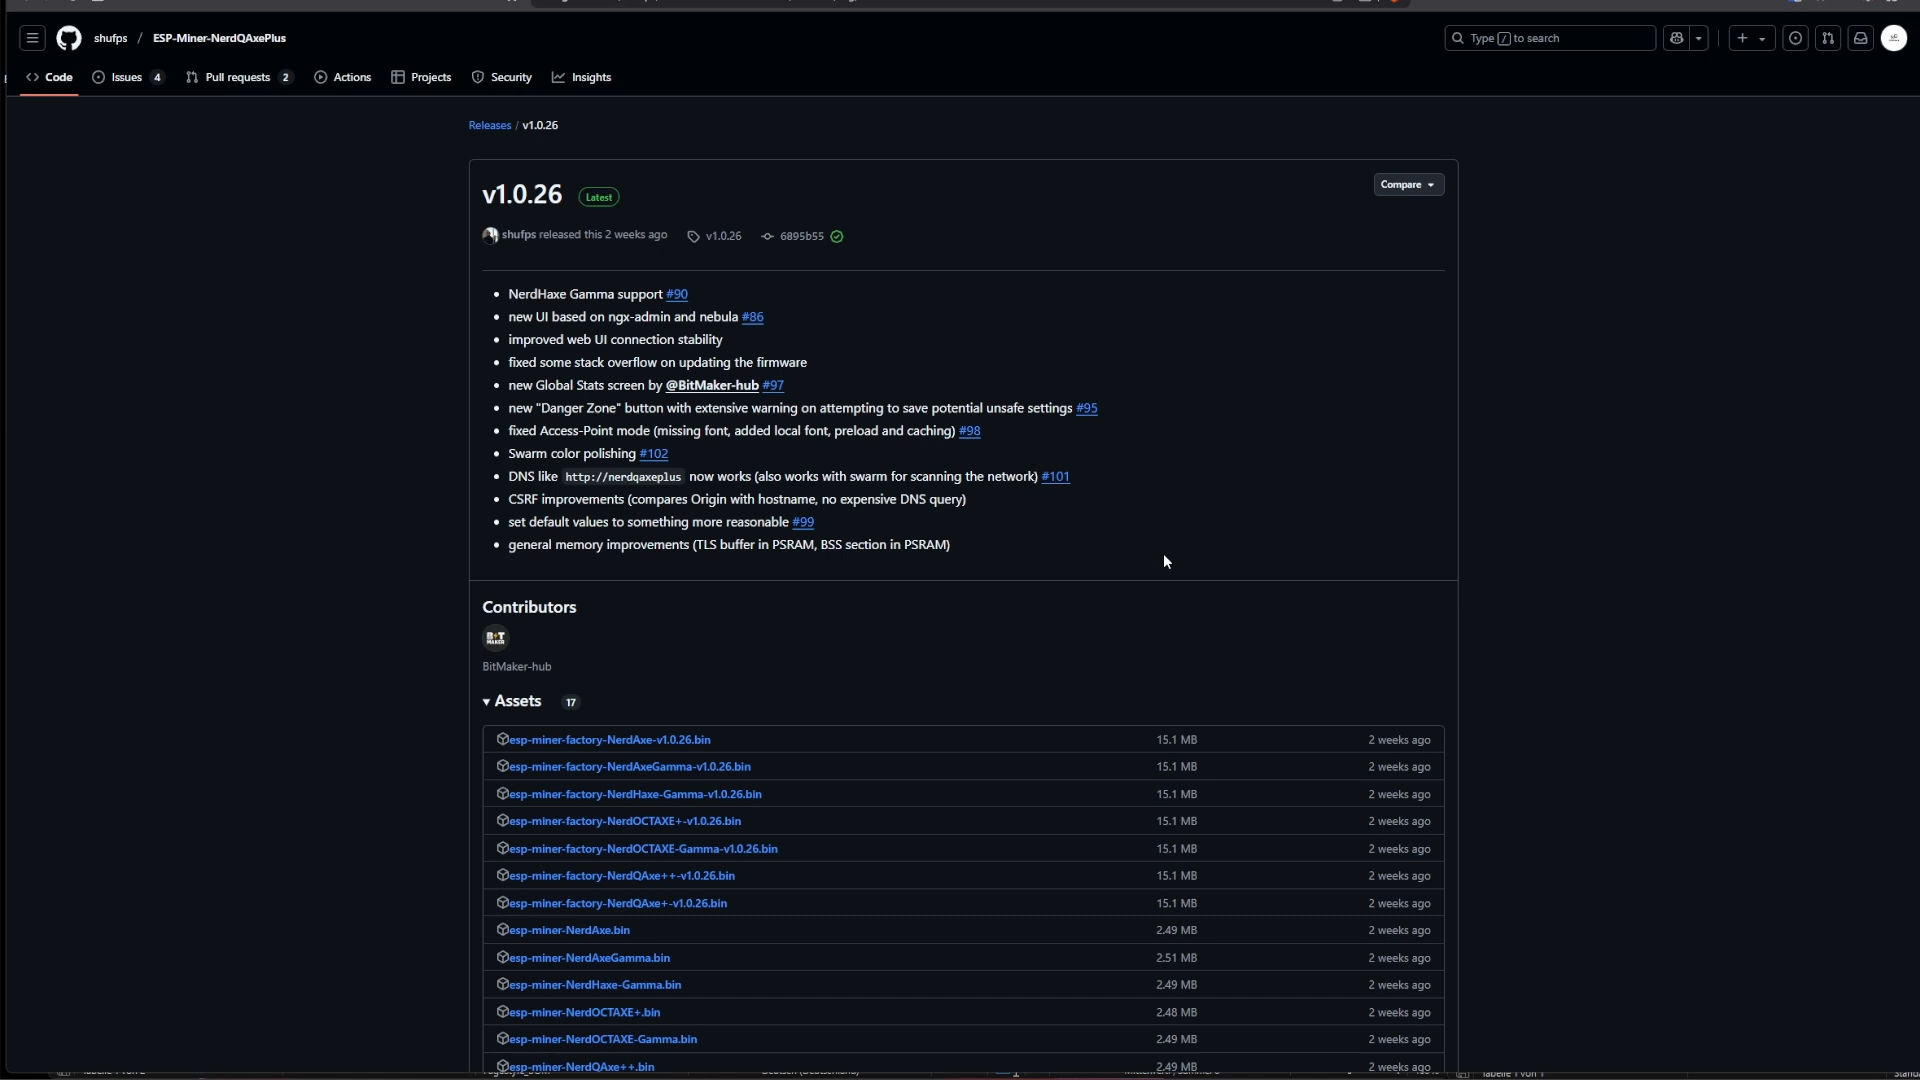 shufps / ESP-Miner-NerdQAxePlus
Type / to search
Code
Issues 4
Pull requests 2
Actions
Projects
Security
Insights
Releases / v1.0.26
v1.0.26 Latest
Compare
shufps released this 2 weeks ago v1.0.26 6895b55
• NerdHaxe Gamma support #90
• new UI based on ngx-admin and nebula #86
• improved web UI connection stability
• fixed some stack overflow on updating the firmware
• new Global Stats screen by @BitMaker-hub #97
• new "Danger Zone" button with extensive warning on attempting to save potential unsafe settings #95
• fixed Access-Point mode (missing font, added local font, preload and caching) #98
• Swarm color polishing #102
• DNS like http://nerdqaxeplus now works (also works with swarm for scanning the network) #101
• CSRF improvements (compares Origin with hostname, no expensive DNS query)
• set default values to something more reasonable #99
• general memory improvements (TLS buffer in PSRAM, BSS section in PSRAM)
Contributors
BIT MAKER
BitMaker-hub
Assets 17
esp-miner-factory-NerdAxe-v1.0.26.bin 15.1 MB 2 weeks ago
esp-miner-factory-NerdAxeGamma-v1.0.26.bin 15.1 MB 2 weeks ago
esp-miner-factory-NerdHaxe-Gamma-v1.0.26.bin 15.1 MB 2 weeks ago
esp-miner-factory-NerdOCTAXE+-v1.0.26.bin 15.1 MB 2 weeks ago
esp-miner-factory-NerdOCTAXE-Gamma-v1.0.26.bin 15.1 MB 2 weeks ago
esp-miner-factory-NerdQAxe++-v1.0.26.bin 15.1 MB 2 weeks ago
esp-miner-factory-NerdQAxe+-v1.0.26.bin 15.1 MB 2 weeks ago
esp-miner-NerdAxe.bin 2.49 MB 2 weeks ago
esp-miner-NerdAxeGamma.bin 2.51 MB 2 weeks ago
esp-miner-NerdHaxe-Gamma.bin 2.49 MB 2 weeks ago
esp-miner-NerdOCTAXE+.bin 2.48 MB 2 weeks ago
esp-miner-NerdOCTAXE-Gamma.bin 2.49 MB 2 weeks ago
esp-miner-NerdQAxe++.bin 2.49 MB 2 weeks ago